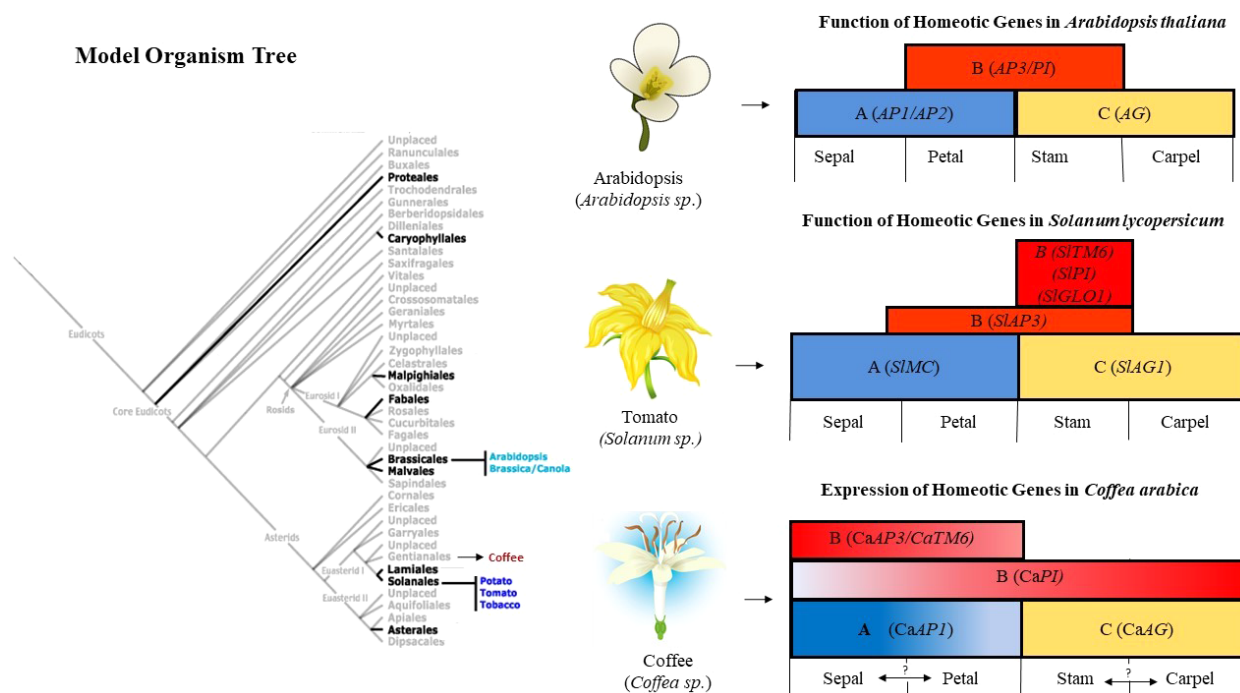 Model Organism Tree
Unplaced
Ranunculales
Buxales
Proteales
Trochodendrales
Gunnerales
Berberidopsidales
Dilleniales
Caryophyllales
Santalales
Saxifragales
Vitales
Unplaced
Crossosomatales
Geraniales
Myrtales
Unplaced
Zygophyllales
Celastrales
Malpighiales
Oxalidales
Fabales
Rosales
Cucurbitales
Fagales
Unplaced
Brassicales
Malvales
Sapindales
Cornales
Ericales
Unplaced
Garryales
Unplaced
Gentianales
Lamiales
Solanales
Unplaced
Aquifoliales
Apiales
Asterales
Dipsacales
Eudicots
Core Eudicots
Rosids
Eurosid I
Eurosid II
Asterids
Euasterid I
Euasterid II
Arabidopsis
Brassica/Canola
Coffee
Potato
Tomato
Tobacco
Arabidopsis
(Arabidopsis sp.)
Tomato
(Solanum sp.)
Coffee
(Coffea sp.)
Function of Homeotic Genes in Arabidopsis thaliana
B (AP3/PI)
A (AP1/AP2)
C (AG)
Sepal
Petal
Stam
Carpel
Function of Homeotic Genes in Solanum lycopersicum
B (SlTM6)
(SlPI)
(SlGLO1)
B (SLAP3)
A (SlMC)
C (SlAG1)
Sepal
Petal
Stam
Carpel
Expression of Homeotic Genes in Coffea arabica
B (CaAP3/CaTM6)
B (CaPI)
A (CaAP1)
C (CaAG)
Sepal
?
Petal
Stam
?
Carpel